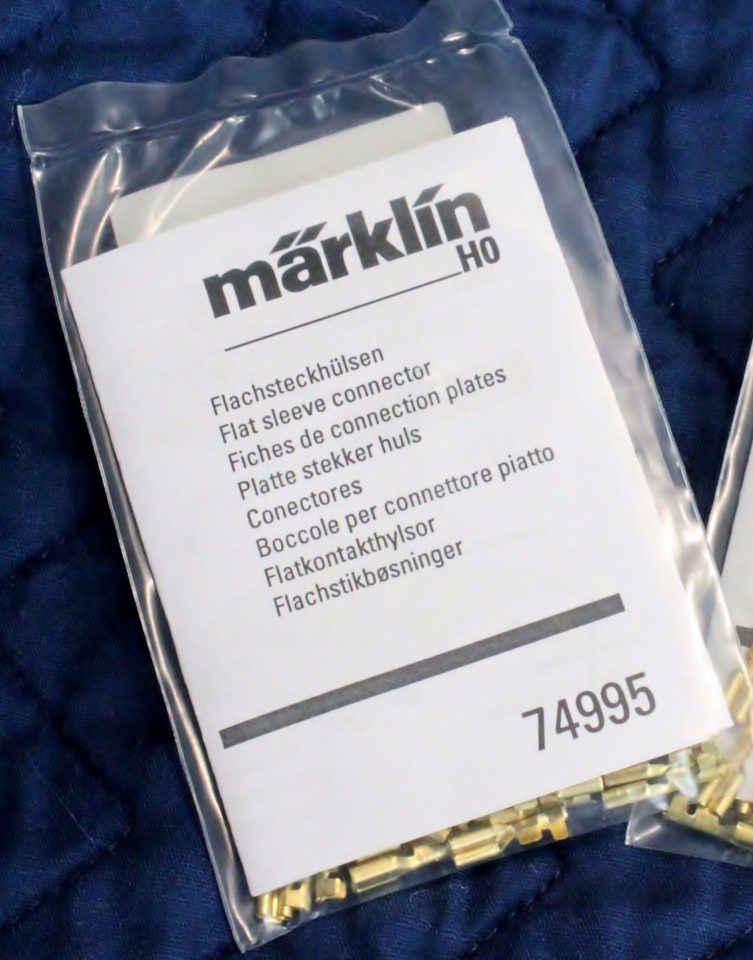 märklín
H0
Flachsteckhülsen
Flat sleeve connector
Fiches de connection plates
Platte stekker huls
Conectores
Boccole per connettore piatto
Flatkontakthylsor
Flachstikbøsninger
74995